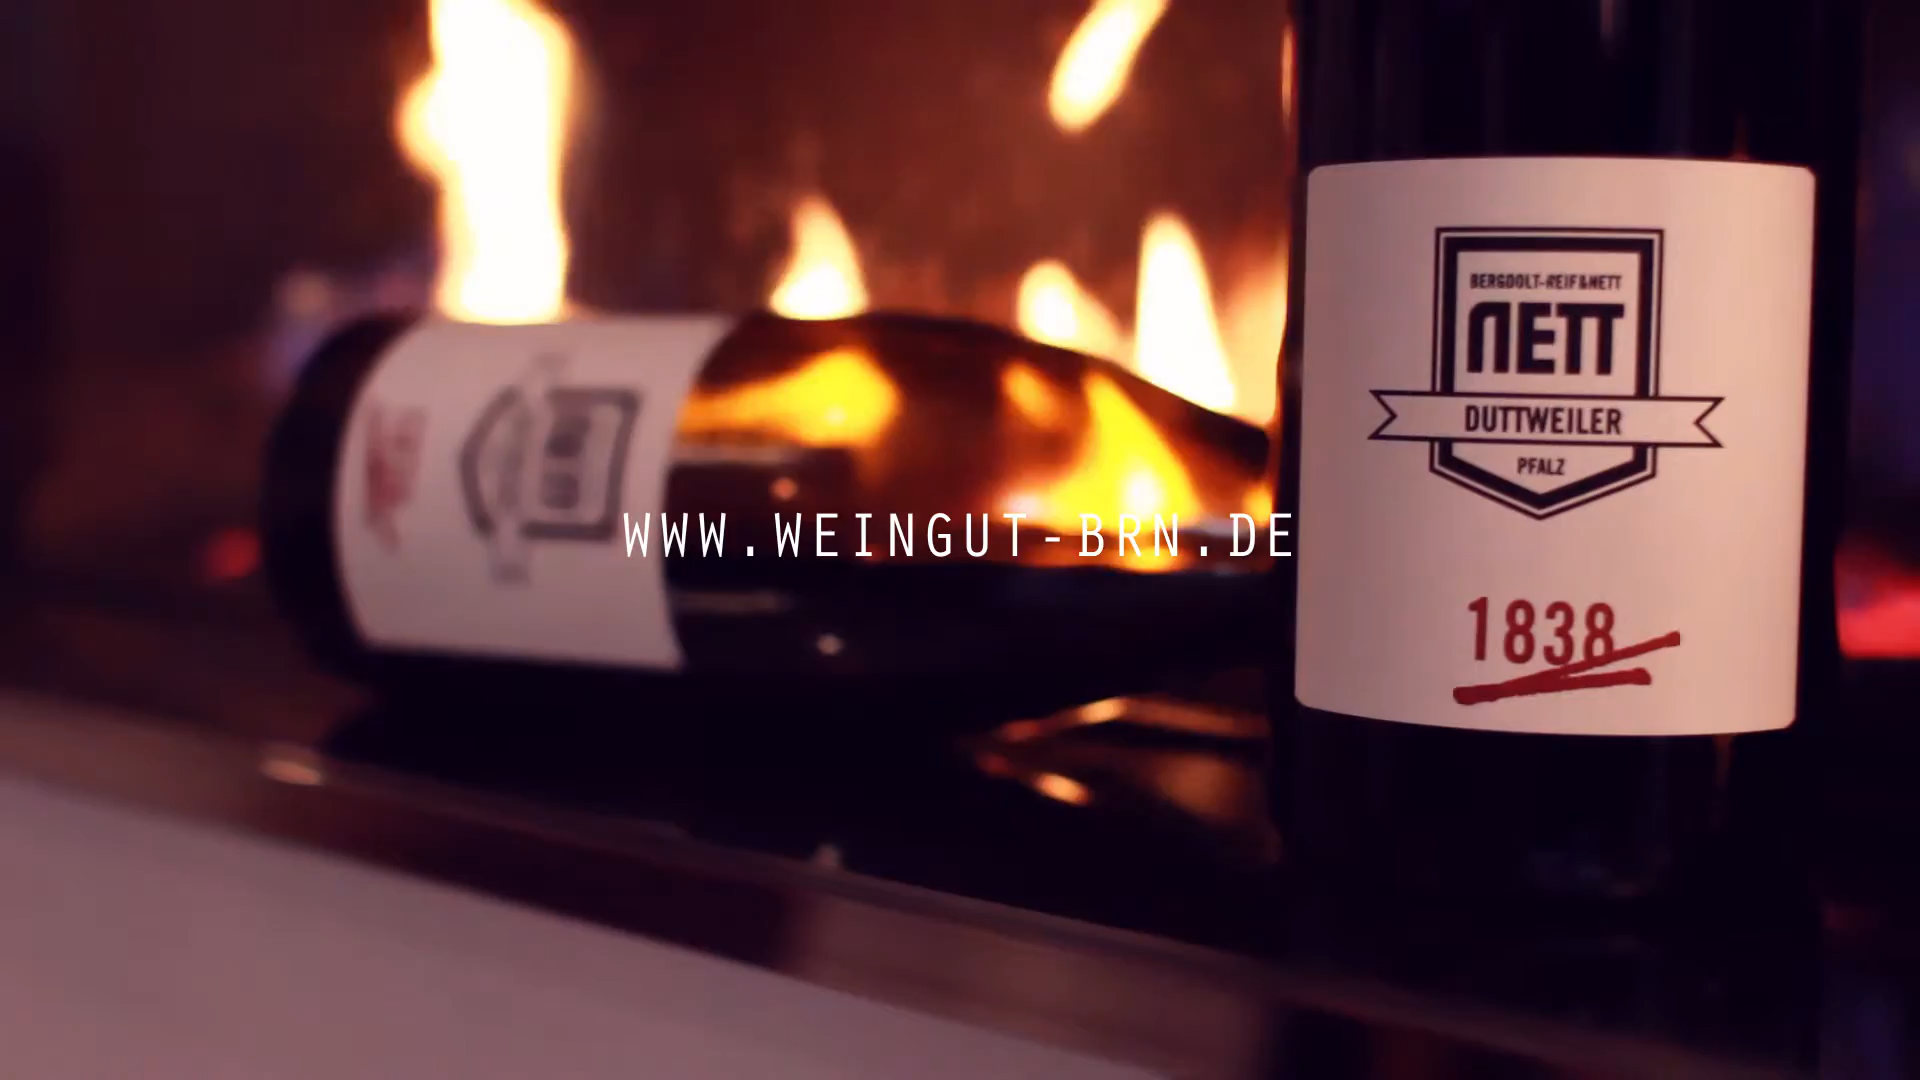 BERGDOLT-REIF&NETT
NETT
DUTTWEILER
PFALZ
1838
WWW.WEINGUT-BRN.DE